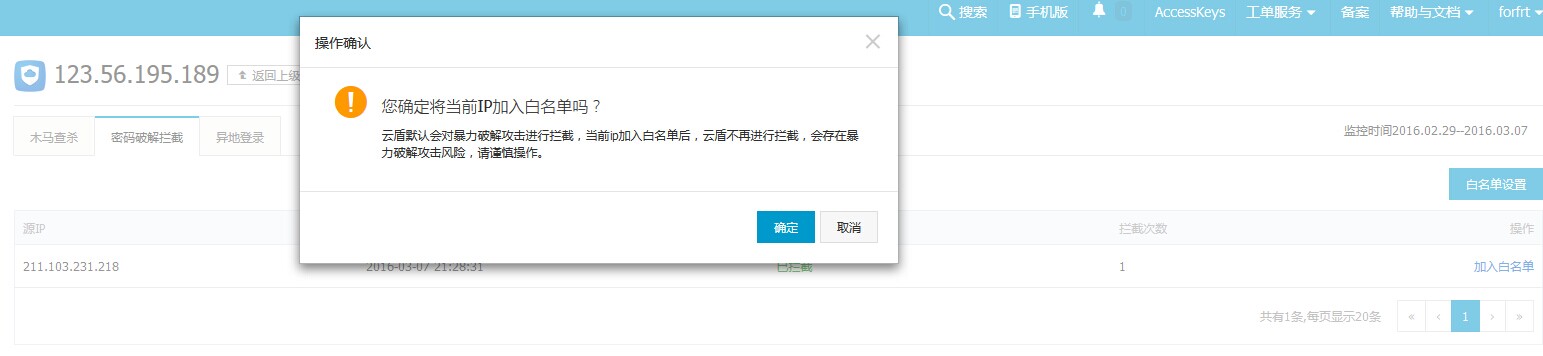 搜索 手机版 0 AccessKeys 工单服务 备案 帮助与文档 forfrt
操作确认
123.56.195.189 返回上级
您确定将当前IP加入白名单吗？
云盾默认会对暴力破解攻击进行拦截，当前ip加入白名单后，云盾不再进行拦截，会存在暴
力破解攻击风险，请谨慎操作。
木马查杀 密码破解拦截 异地登录 监控时间2016.02.29--2016.03.07
白名单设置
确定 取消
源IP 拦截次数 操作
211.103.231.218 2016-03-07 21:28:31 已拦截 1 加入白名单
共有1条,每页显示20条 « ‹ 1 › »